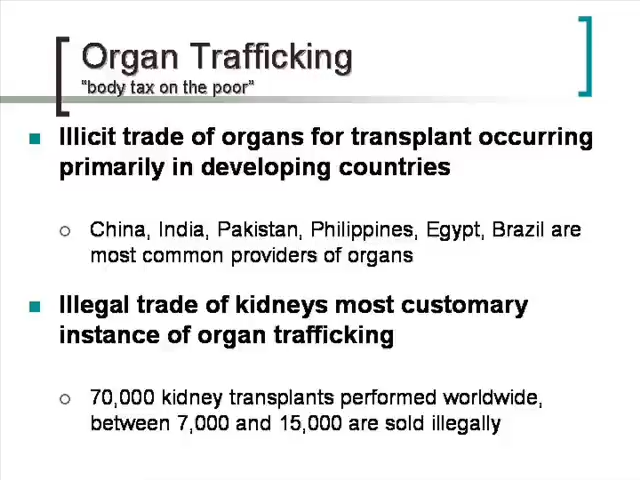 Organ Trafficking
"body tax on the poor"
Illicit trade of organs for transplant occurring
primarily in developing countries
China, India, Pakistan, Philippines, Egypt, Brazil are
most common providers of organs
Illegal trade of kidneys most customary
instance of organ trafficking
70,000 kidney transplants performed worldwide,
between 7,000 and 15,000 are sold illegally